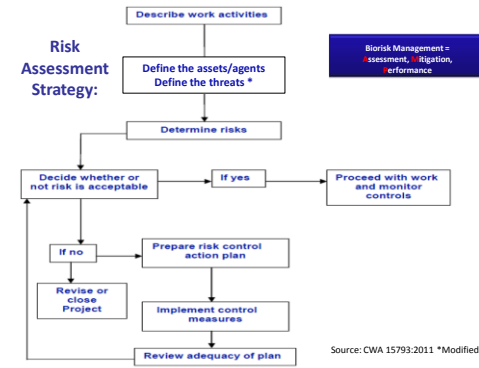 Describe work activities
Risk
Assessment
Strategy:
Define the assets/agents
Define the threats *
Biorisk Management =
Assessment, Mitigation,
Performance
Determine risks
Decide whether or
not risk is acceptable
If yes
Proceed with work
and monitor
controls
If no
Prepare risk control
action plan
Revise or
close
Project
Implement control
measures
Review adequacy of plan
Source: CWA 15793:2011 *Modified